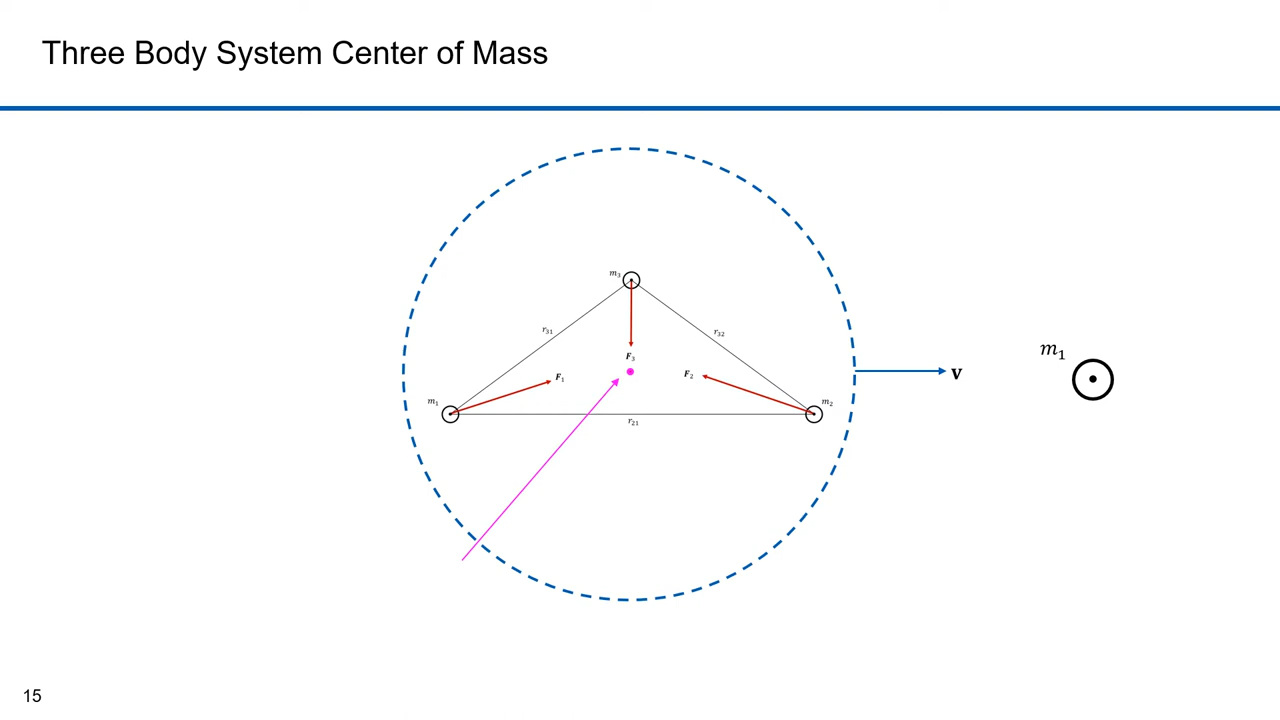 Three Body System Center of Mass
m₃
r₃₁
r₃₂
F₃
F₁
F₂
m₁
m₂
r₂₁
v
m₁
15